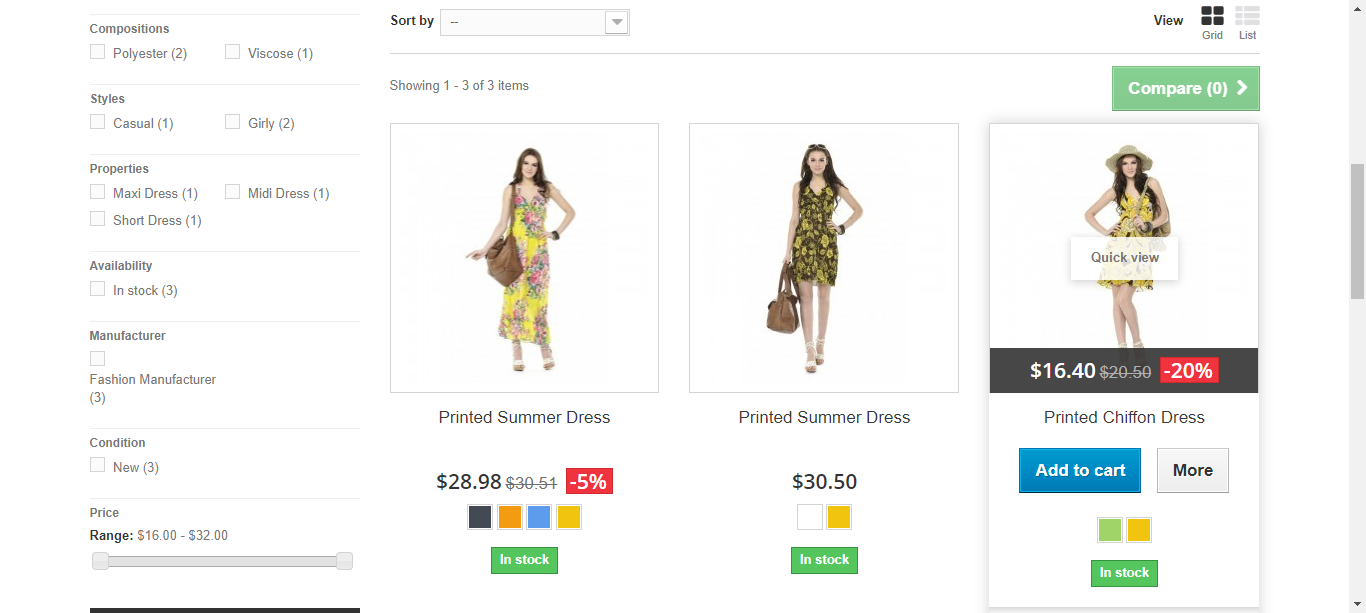 Compositions
Polyester (2)
Viscose (1)
Styles
Casual (1)
Girly (2)
Properties
Maxi Dress (1)
Midi Dress (1)
Short Dress (1)
Availability
In stock (3)
Manufacturer
Fashion Manufacturer
(3)
Condition
New (3)
Price
Range: $16.00 - $32.00
Sort by
--
View
Grid
List
Showing 1 - 3 of 3 items
Compare (0)
Printed Summer Dress
$28.98 $30.51 -5%
In stock
Printed Summer Dress
$30.50
In stock
Quick view
$16.40 $20.50 -20%
Printed Chiffon Dress
Add to cart
More
In stock